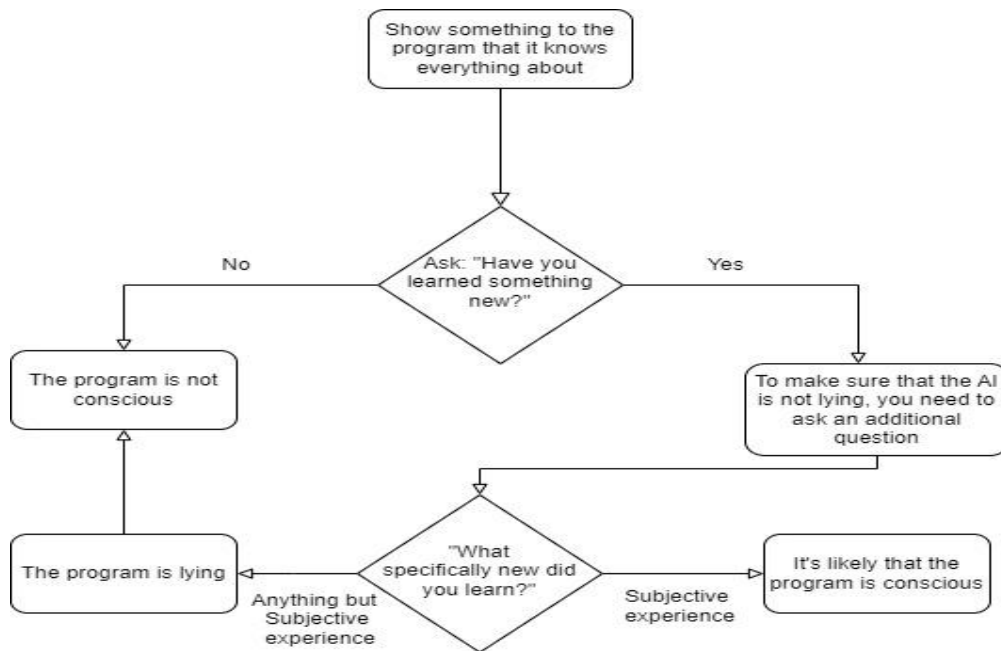 Show something to the
program that it knows
everything about
Ask: "Have you
learned something
new?"
No
Yes
The program is not
conscious
To make sure that the AI
is not lying, you need to
ask an additional
question
"What
specifically new did
you learn?"
The program is lying
Anything but
Subjective
experience
Subjective
experience
It's likely that the
program is conscious